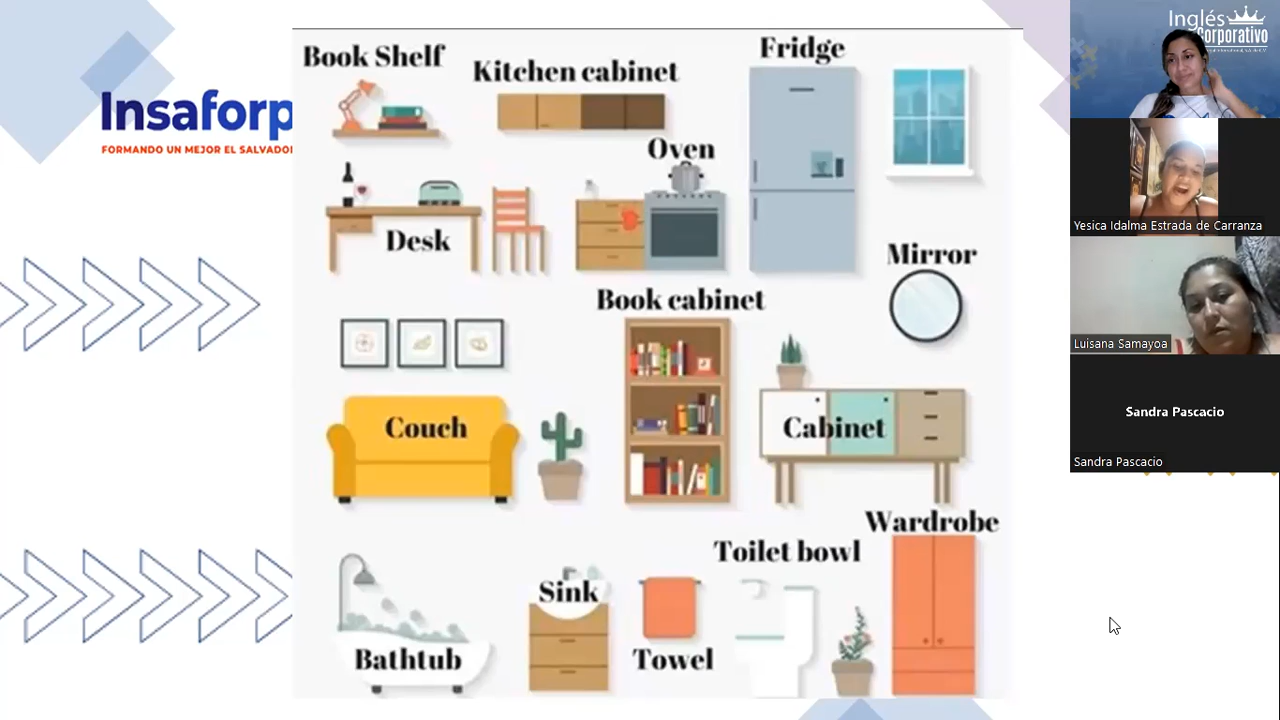 Insaforp
FORMANDO UN MEJOR EL SALVADOR
Book Shelf
Kitchen cabinet
Fridge
Oven
Desk
Mirror
Book cabinet
Couch
Cabinet
Wardrobe
Toilet bowl
Sink
Bathtub
Towel
Inglés
Corporativo
Yesica Idalma Estrada de Carranza
Luisana Samayoa
Sandra Pascacio
Sandra Pascacio